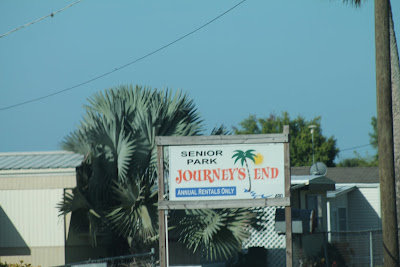 SENIOR
PARK
JOURNEY'S END
ANNUAL RENTALS ONLY